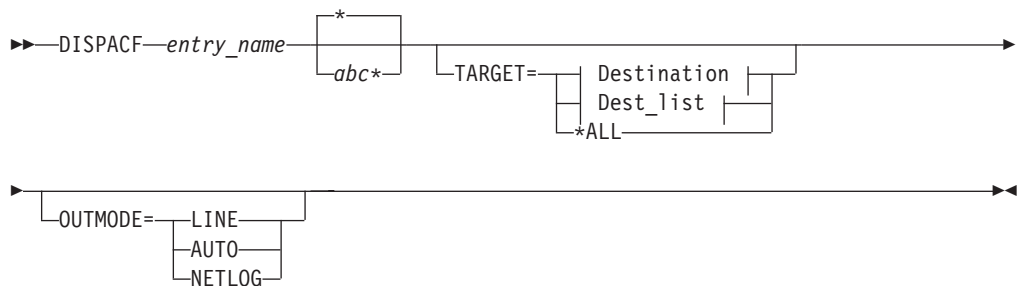 *
DISPACF entry_name
abc*
TARGET= Destination
Dest_list
*ALL
OUTMODE= LINE
AUTO
NETLOG